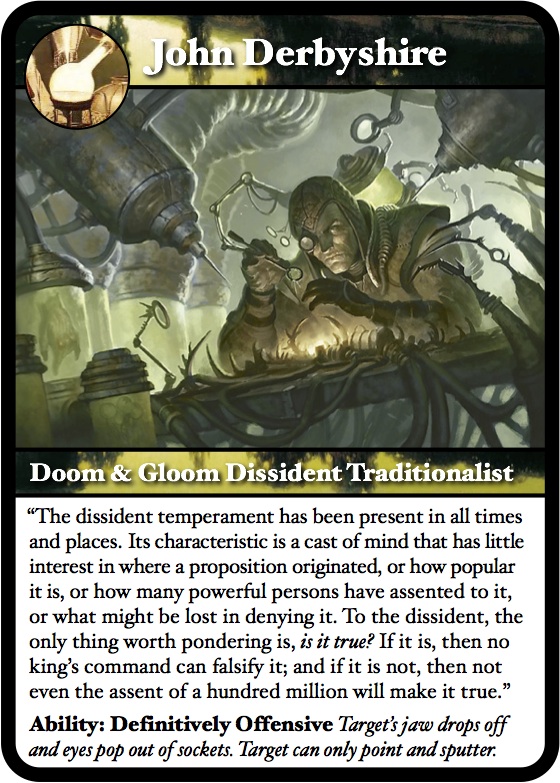 John Derbyshire
Doom & Gloom Dissident Traditionalist
“The dissident temperament has been present in all times
and places. Its characteristic is a cast of mind that has little
interest in where a proposition originated, or how popular
it is, or how many powerful persons have assented to it,
or what might be lost in denying it. To the dissident, the
only thing worth pondering is, is it true? If it is, then no
king’s command can falsify it; and if it is not, then not
even the assent of a hundred million will make it true.”
Ability: Definitively Offensive Target’s jaw drops off
and eyes pop out of sockets. Target can only point and sputter.